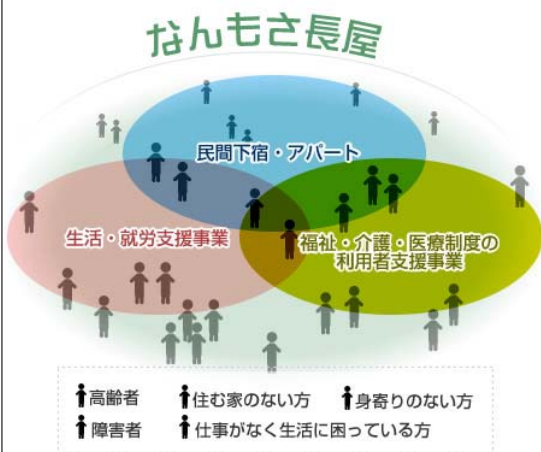 なんもさ長屋
民間下宿・アパート
生活・就労支援事業
福祉・介護・医療制度の
利用者支援事業
高齢者
住む家のない方
身寄りのない方
障害者
仕事がなく生活に困っている方